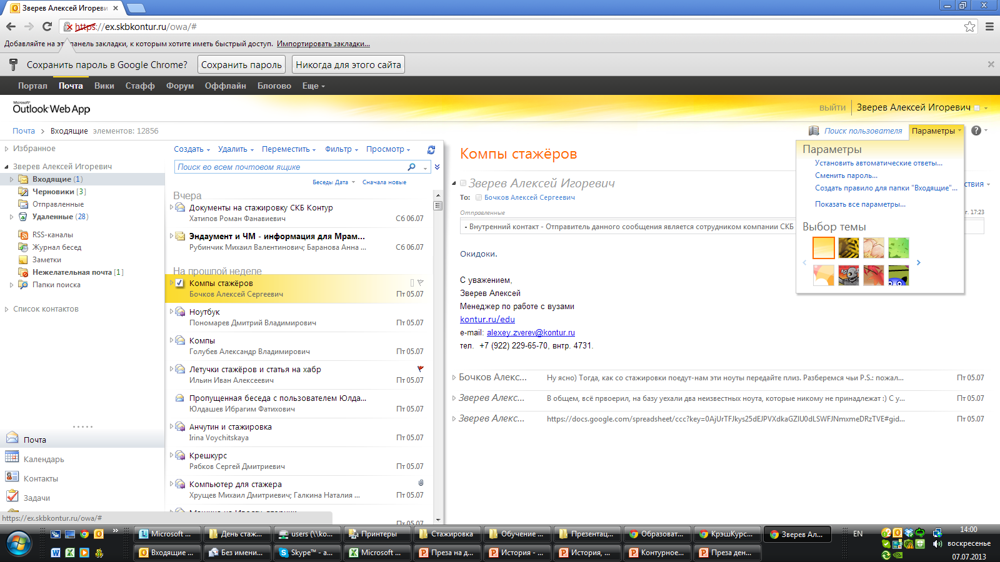 Зверев Алексей Игореви
https://ex.skbkontur.ru/owa/#
Добавляйте на эт панель закладки, к которым хотите иметь быстрый доступ. Импортировать закладки...
Сохранить пароль в Google Chrome? Сохранить пароль Никогда для этого сайта
Портал Почта Вики Стафф Форум Оффлайн Блогово Еще
Microsoft
Outlook Web App
выйти Зверев Алексей Игоревич
Почта > Входящие элементов: 12856
Поиск пользователя Параметры
Избранное
Зверев Алексей Игоревич
Входящие (1)
Черновики [3]
Отправленные
Удаленные (28)
RSS-каналы
Журнал бесед
Заметки
Нежелательная почта [1]
Папки поиска
Список контактов
Почта
Календарь
Контакты
Задачи
https://ex.skbkontur.ru/owa/#
Создать Удалить Переместить Фильтр Просмотр
Поиск во всем почтовом ящике
Беседы Дата Сначала новые
Вчера
Документы на стажировку СКБ Контур
Хатипов Роман Фанавиевич Сб 06.07
Эндаумент и ЧМ - информация для Мрам...
Рубинчик Михаил Валентинович; Баранова Анна ... Сб 06.07
На прошлой неделе
Компы стажёров
Бочков Алексей Сергеевич Пт 05.07
Ноутбук
Пономарев Дмитрий Владимирович Пт 05.07
Компы
Голубев Александр Владимирович Пт 05.07
Летучки стажёров и статья на хабр
Ильин Иван Алексеевич Пт 05.07
Пропущенная беседа с пользователем Юлда...
Юлдашев Ибрагим Фатихович Пт 05.07
Анчутин и стажировка
Irina Voychitskaya Пт 05.07
Крешкурс
Рябков Сергей Дмитриевич Пт 05.07
Компьютер для стажера
Хрущев Михаил Дмитриевич; Галкина Наталия ... Пт 05.07
Пт 05.07
Компы стажёров
Зверев Алексей Игоревич
То: Бочков Алексей Сергеевич
Отправленные
г. 17:23
- Внутренний контакт - Отправитель данного сообщения является сотрудником компании СКБ
Окидоки.
С уважением,
Зверев Алексей
Менеджер по работе с вузами
kontur.ru/edu
e-mail: alexey.zverev@kontur.ru
тел. +7 (922) 229-65-70, внтр. 4731.
Бочков Алекс... Ну ясно) Тогда, как со стажировки поедут-нам эти ноуты передайте плиз. Разберемся чьи P.S.: пожал... Пт 05.07
Зверев Алекс... В общем, всё првоерил, на базу уехали два неизвестных ноута, которые никому не принадлежат :) С у... Пт 05.07
Зверев Алекс... https://docs.google.com/spreadsheet/ccc?key=0AjUrTFJkys25dEJPVXdkaGZlU0dLSWFJNmxmeDRzTVE#gid... Пт 05.07
Параметры
Установить автоматические ответы...
Сменить пароль...
Создать правило для папки "Входящие"...
ствия
Показать все параметры...
Выбор темы
Microsoft ... День стаж... users (\\ko... Принтеры Стажировка Обучение ... Презентац... Образоват... КрэшКурс... Зверев Ал...
Входящие ... Без имени... Skype™ - a... Microsoft ... Преза на д... История - ... История, ... Контурное... Преза ден...
EN
14:00
воскресенье
07.07.2013